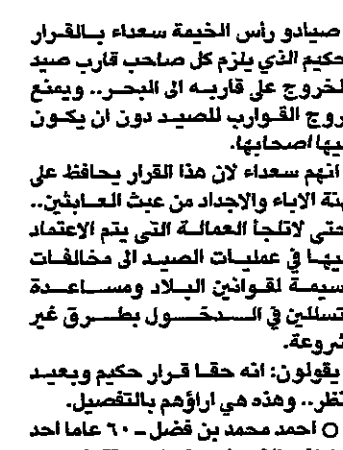 صيادو رأس الخيمة سعداء بالقرار
حكيم الذي يلزم كل صاحب قارب صيد
لخروج على قاربه الى البحر.. ويمنع
روج القوارب للصيد دون ان يكون
يها اصحابها.
انهم سعداء لان هذا القرار يحافظ على
هنة الاباء والاجداد من عبث العابثين..
حتى لاتلجأ العمالة التي يتم الاعتماد
ليها في عمليات الصيد الى مخالفات
سيمة لقوانين البلاد ومساعدة
تسللين في الدخول بطرق غير
شروعة.
يقولون: انه حقا قرار حكيم وبعيد
نظر.. وهذه هي اراؤهم بالتفصيل.
○ احمد محمد بن فضل ـ ٦٠ عاما احد